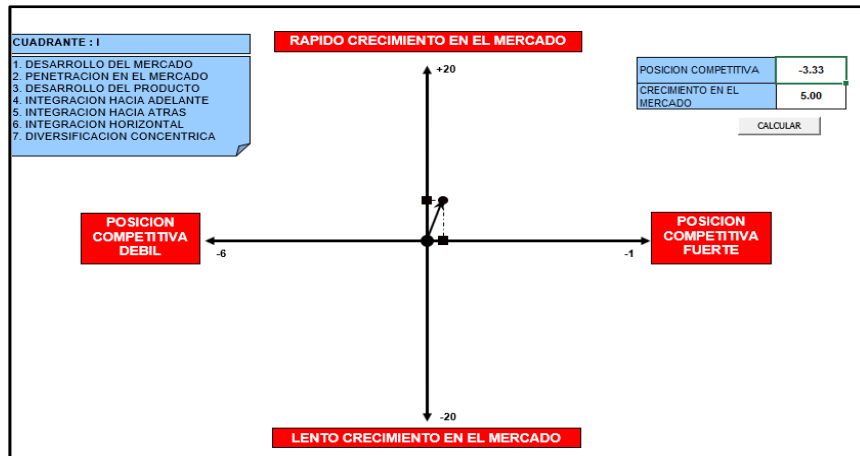 CUADRANTE : I
1. DESARROLLO DEL MERCADO
2. PENETRACION EN EL MERCADO
3. DESARROLLO DEL PRODUCTO
4. INTEGRACION HACIA ADELANTE
5. INTEGRACION HACIA ATRAS
6. INTEGRACION HORIZONTAL
7. DIVERSIFICACION CONCENTRICA
RAPIDO CRECIMIENTO EN EL MERCADO
+20
POSICION COMPETITIVA -3.33
CRECIMIENTO EN EL
MERCADO 5.00
CALCULAR
POSICION
COMPETITIVA
DEBIL
-6
-1
POSICION
COMPETITIVA
FUERTE
-20
LENTO CRECIMIENTO EN EL MERCADO